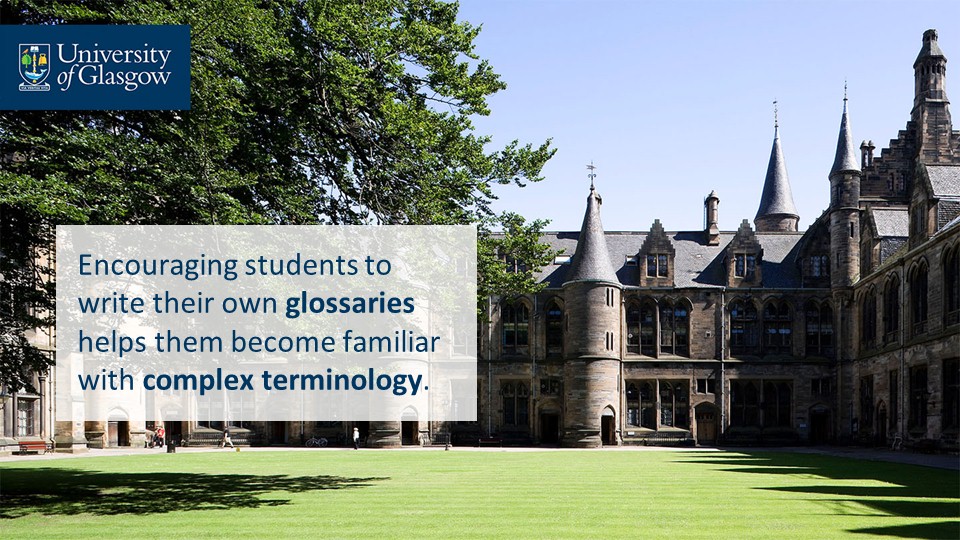 University
of Glasgow
Encouraging students to
write their own glossaries
helps them become familiar
with complex terminology.